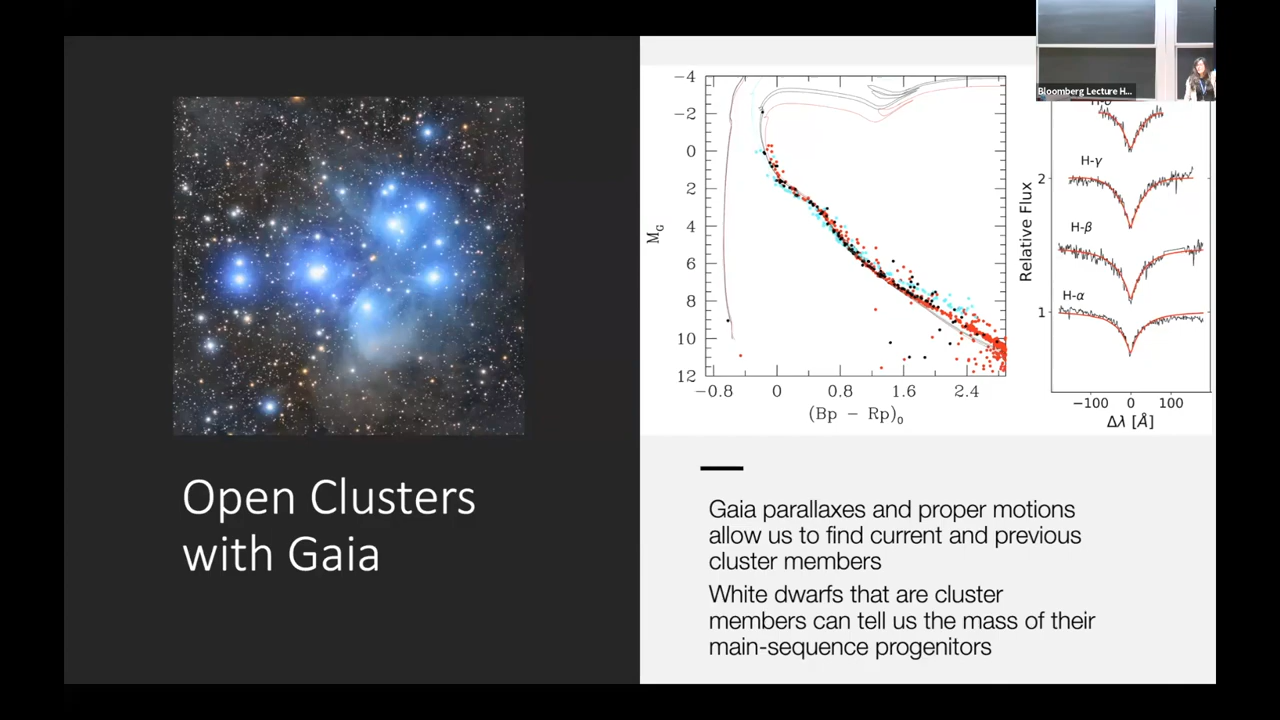 Bloomberg Lecture H...
Open Clusters
with Gaia
−4
−2
0
2
4
6
8
10
12
M_G
−0.8
0
0.8
1.6
2.4
(Bp − Rp)₀
H-δ
H-γ
H-β
H-α
2
1
Relative Flux
−100
0
100
Δλ [Å]
Gaia parallaxes and proper motions
allow us to find current and previous
cluster members
White dwarfs that are cluster
members can tell us the mass of their
main-sequence progenitors